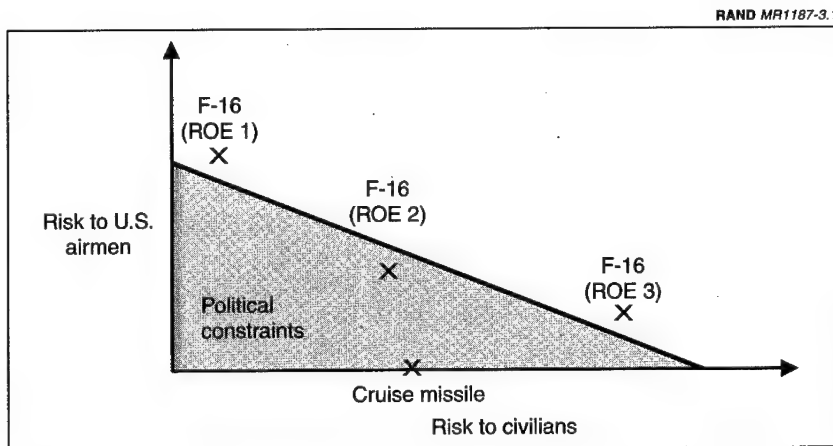 RAND MR1187-3.1
F-16
(ROE 1)
F-16
(ROE 2)
Risk to U.S.
airmen
F-16
(ROE 3)
Political
constraints
Cruise missile
Risk to civilians